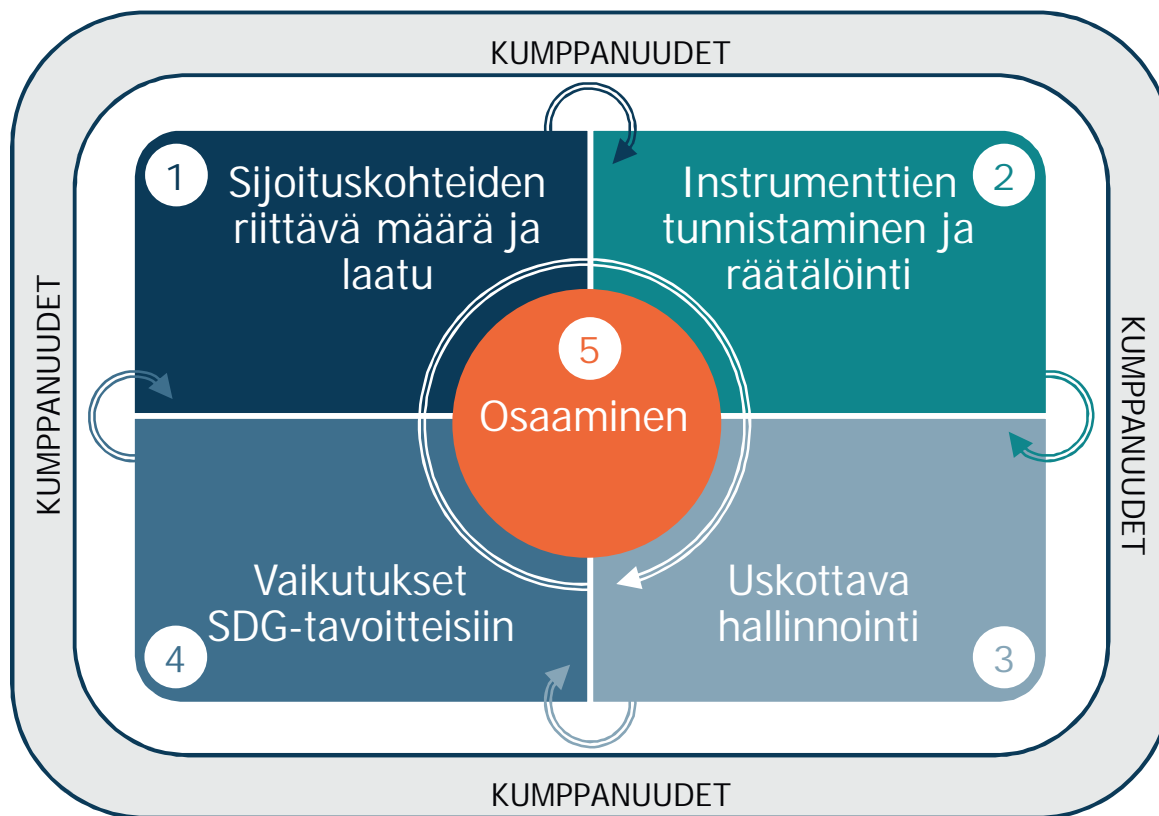 KUMPPANUUDET
1
Sijoituskohteiden
riittävä määrä ja
laatu
2
Instrumenttien
tunnistaminen ja
räätälöinti
KUMPPANUUDET
KUMPPANUUDET
5
Osaaminen
4
Vaikutukset
SDG-tavoitteisiin
3
Uskottava
hallinnointi
KUMPPANUUDET